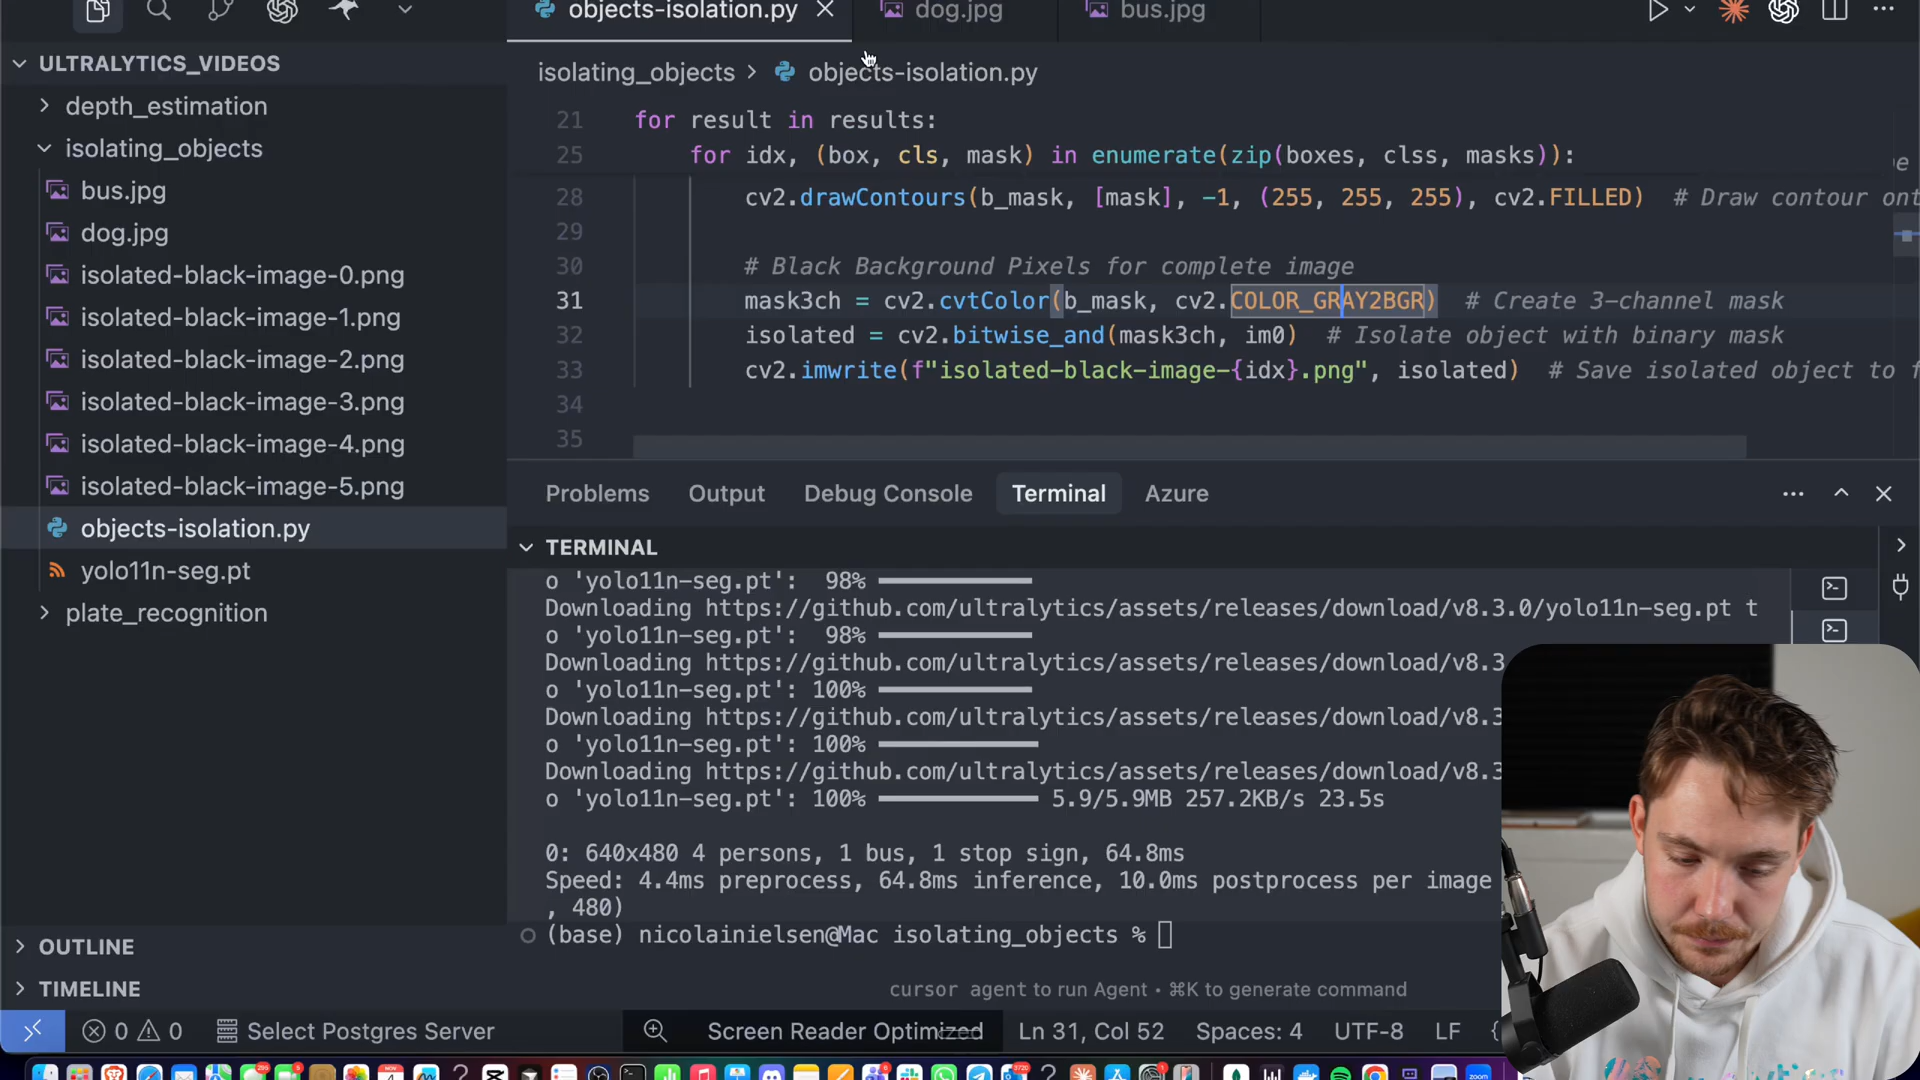 objects-isolation.py
dog.jpg
bus.jpg
ULTRALYTICS_VIDEOS
depth_estimation
isolating_objects
bus.jpg
dog.jpg
isolated-black-image-0.png
isolated-black-image-1.png
isolated-black-image-2.png
isolated-black-image-3.png
isolated-black-image-4.png
isolated-black-image-5.png
objects-isolation.py
yolo11n-seg.pt
plate_recognition
OUTLINE
TIMELINE
isolating_objects > objects-isolation.py
21 for result in results:
25 for idx, (box, cls, mask) in enumerate(zip(boxes, clss, masks)):
28 cv2.drawContours(b_mask, [mask], -1, (255, 255, 255), cv2.FILLED) # Draw contour ont
29
30 # Black Background Pixels for complete image
31 mask3ch = cv2.cvtColor(b_mask, cv2.COLOR_GRAY2BGR) # Create 3-channel mask
32 isolated = cv2.bitwise_and(mask3ch, im0) # Isolate object with binary mask
33 cv2.imwrite(f"isolated-black-image-{idx}.png", isolated) # Save isolated object to f
34
35
Problems Output Debug Console Terminal Azure
TERMINAL
o 'yolo11n-seg.pt': 98%
Downloading https://github.com/ultralytics/assets/releases/download/v8.3.0/yolo11n-seg.pt t
o 'yolo11n-seg.pt': 98%
Downloading https://github.com/ultralytics/assets/releases/download/v8.3
o 'yolo11n-seg.pt': 100%
Downloading https://github.com/ultralytics/assets/releases/download/v8.3
o 'yolo11n-seg.pt': 100%
Downloading https://github.com/ultralytics/assets/releases/download/v8.3
o 'yolo11n-seg.pt': 100% 5.9/5.9MB 257.2KB/s 23.5s
0: 640x480 4 persons, 1 bus, 1 stop sign, 64.8ms
Speed: 4.4ms preprocess, 64.8ms inference, 10.0ms postprocess per image
, 480)
(base) nicolainielsen@Mac isolating_objects %
cursor agent to run Agent • ⌘K to generate command
0 0 Select Postgres Server Screen Reader Optimized Ln 31, Col 52 Spaces: 4 UTF-8 LF {